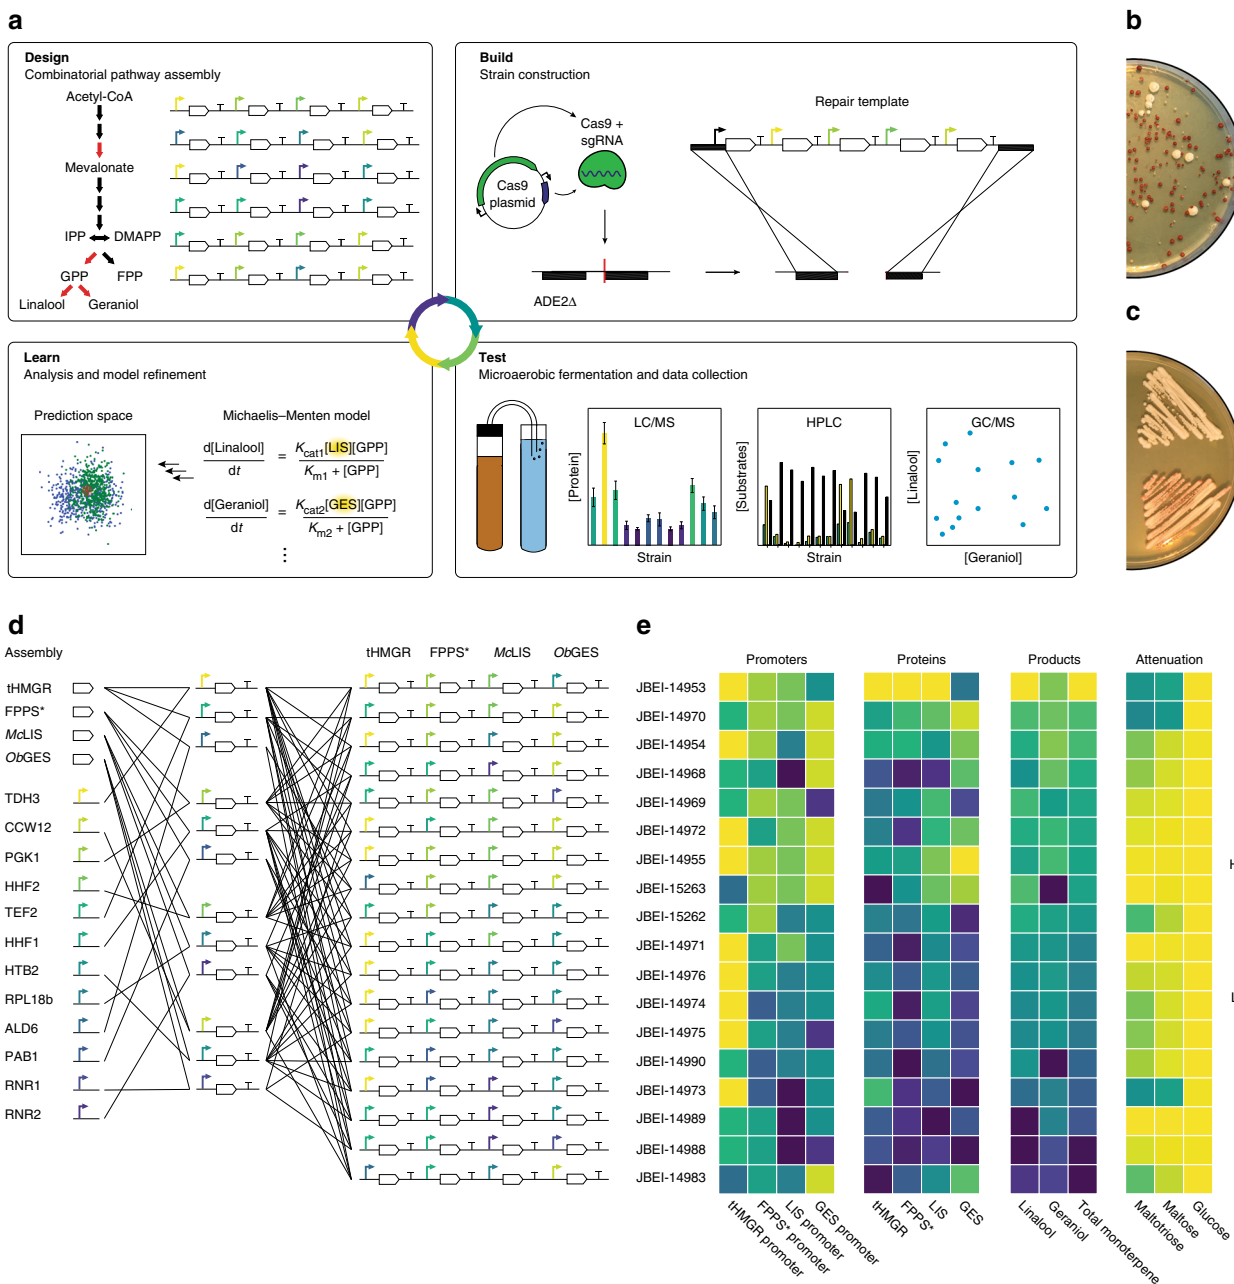 a
Design
Combinatorial pathway assembly
Acetyl-CoA
Mevalonate
IPP
DMAPP
GPP
FPP
Linalool
Geraniol
Build
Strain construction
Cas9 +
sgRNA
Cas9
plasmid
Repair template
ADE2Δ
Learn
Analysis and model refinement
Prediction space
Michaelis–Menten model
d[Linalool]
dt
=
Kcat1[LIS][GPP]
Km1 + [GPP]
d[Geraniol]
dt
=
Kcat2[GES][GPP]
Km2 + [GPP]
⋮
Test
Microaerobic fermentation and data collection
LC/MS
[Protein]
Strain
HPLC
[Substrates]
Strain
GC/MS
[Linalool]
[Geraniol]
b
c
d
Assembly
tHMGR
FPPS*
McLIS
ObGES
TDH3
CCW12
PGK1
HHF2
TEF2
HHF1
HTB2
RPL18b
ALD6
PAB1
RNR1
RNR2
tHMGR FPPS* McLIS ObGES
e
Promoters Proteins Products Attenuation
JBEI-14953
JBEI-14970
JBEI-14954
JBEI-14968
JBEI-14969
JBEI-14972
JBEI-14955
JBEI-15263
JBEI-15262
JBEI-14971
JBEI-14976
JBEI-14974
JBEI-14975
JBEI-14990
JBEI-14973
JBEI-14989
JBEI-14988
JBEI-14983
tHMGR promoter
FPPS* promoter
LIS promoter
GES promoter
tHMGR
FPPS*
LIS
GES
Linalool
Geraniol
Total monoterpene
Maltotriose
Maltose
Glucose